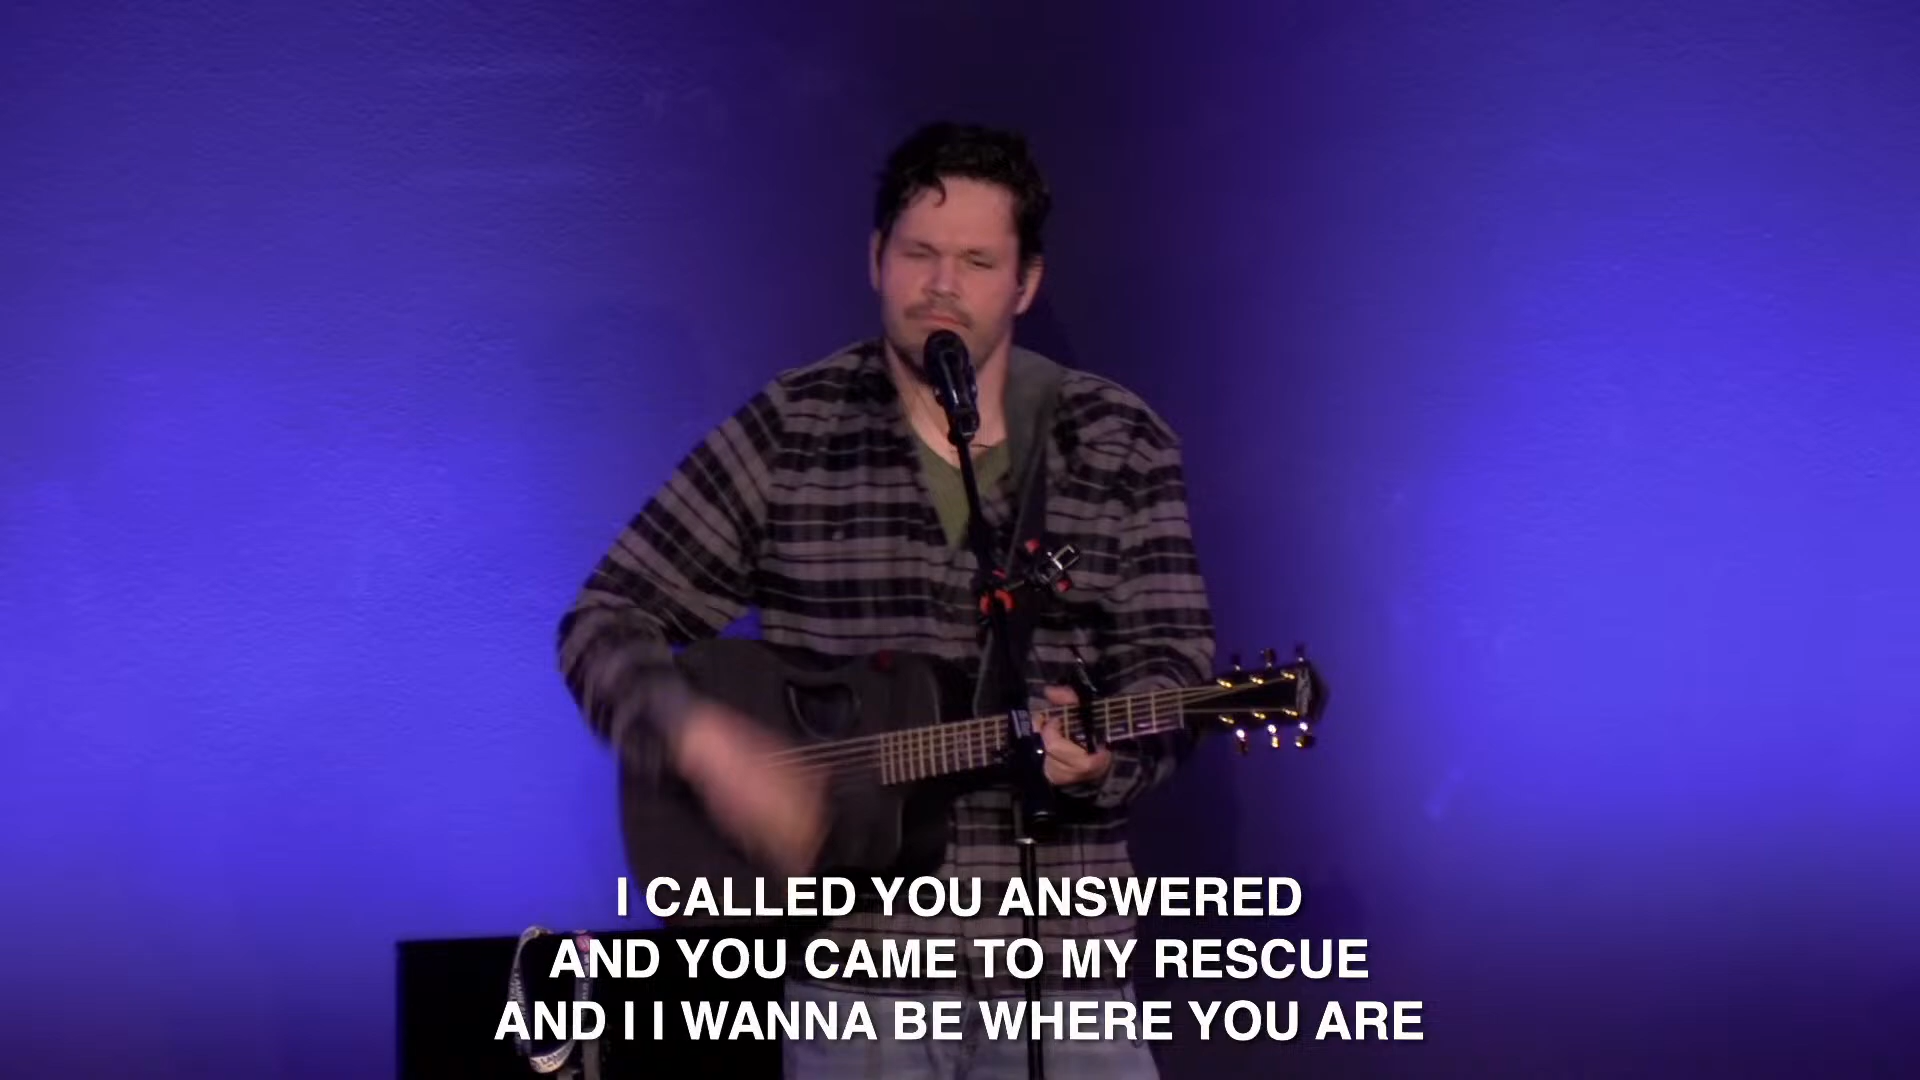 I CALLED YOU ANSWERED
AND YOU CAME TO MY RESCUE
AND I I WANNA BE WHERE YOU ARE